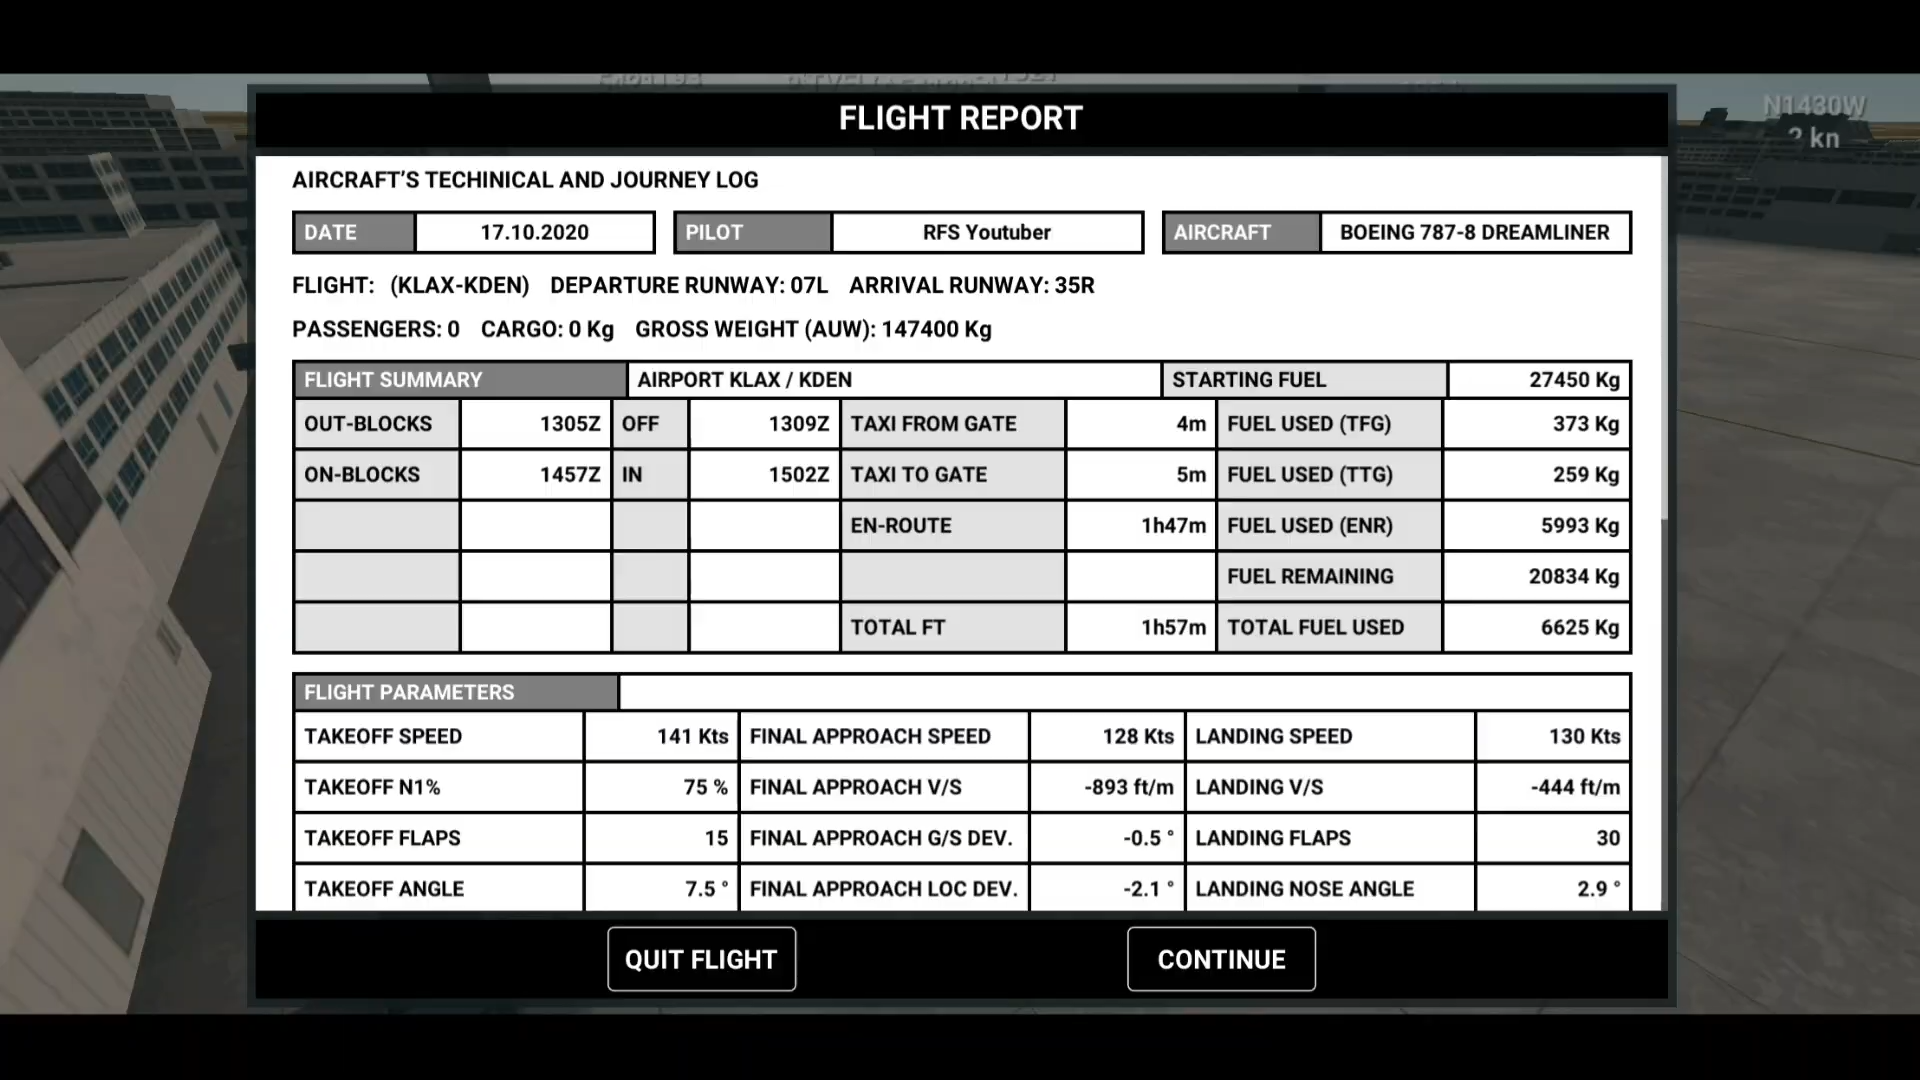 FLIGHT REPORT
N1430W
2 kn
AIRCRAFT’S TECHINICAL AND JOURNEY LOG
DATE 17.10.2020 PILOT RFS Youtuber AIRCRAFT BOEING 787-8 DREAMLINER
FLIGHT: (KLAX-KDEN) DEPARTURE RUNWAY: 07L ARRIVAL RUNWAY: 35R
PASSENGERS: 0 CARGO: 0 Kg GROSS WEIGHT (AUW): 147400 Kg
FLIGHT SUMMARY AIRPORT KLAX / KDEN STARTING FUEL 27450 Kg
OUT-BLOCKS 1305Z OFF 1309Z TAXI FROM GATE 4m FUEL USED (TFG) 373 Kg
ON-BLOCKS 1457Z IN 1502Z TAXI TO GATE 5m FUEL USED (TTG) 259 Kg
EN-ROUTE 1h47m FUEL USED (ENR) 5993 Kg
FUEL REMAINING 20834 Kg
TOTAL FT 1h57m TOTAL FUEL USED 6625 Kg
FLIGHT PARAMETERS
TAKEOFF SPEED 141 Kts FINAL APPROACH SPEED 128 Kts LANDING SPEED 130 Kts
TAKEOFF N1% 75 % FINAL APPROACH V/S -893 ft/m LANDING V/S -444 ft/m
TAKEOFF FLAPS 15 FINAL APPROACH G/S DEV. -0.5 ° LANDING FLAPS 30
TAKEOFF ANGLE 7.5 ° FINAL APPROACH LOC DEV. -2.1 ° LANDING NOSE ANGLE 2.9 °
QUIT FLIGHT CONTINUE